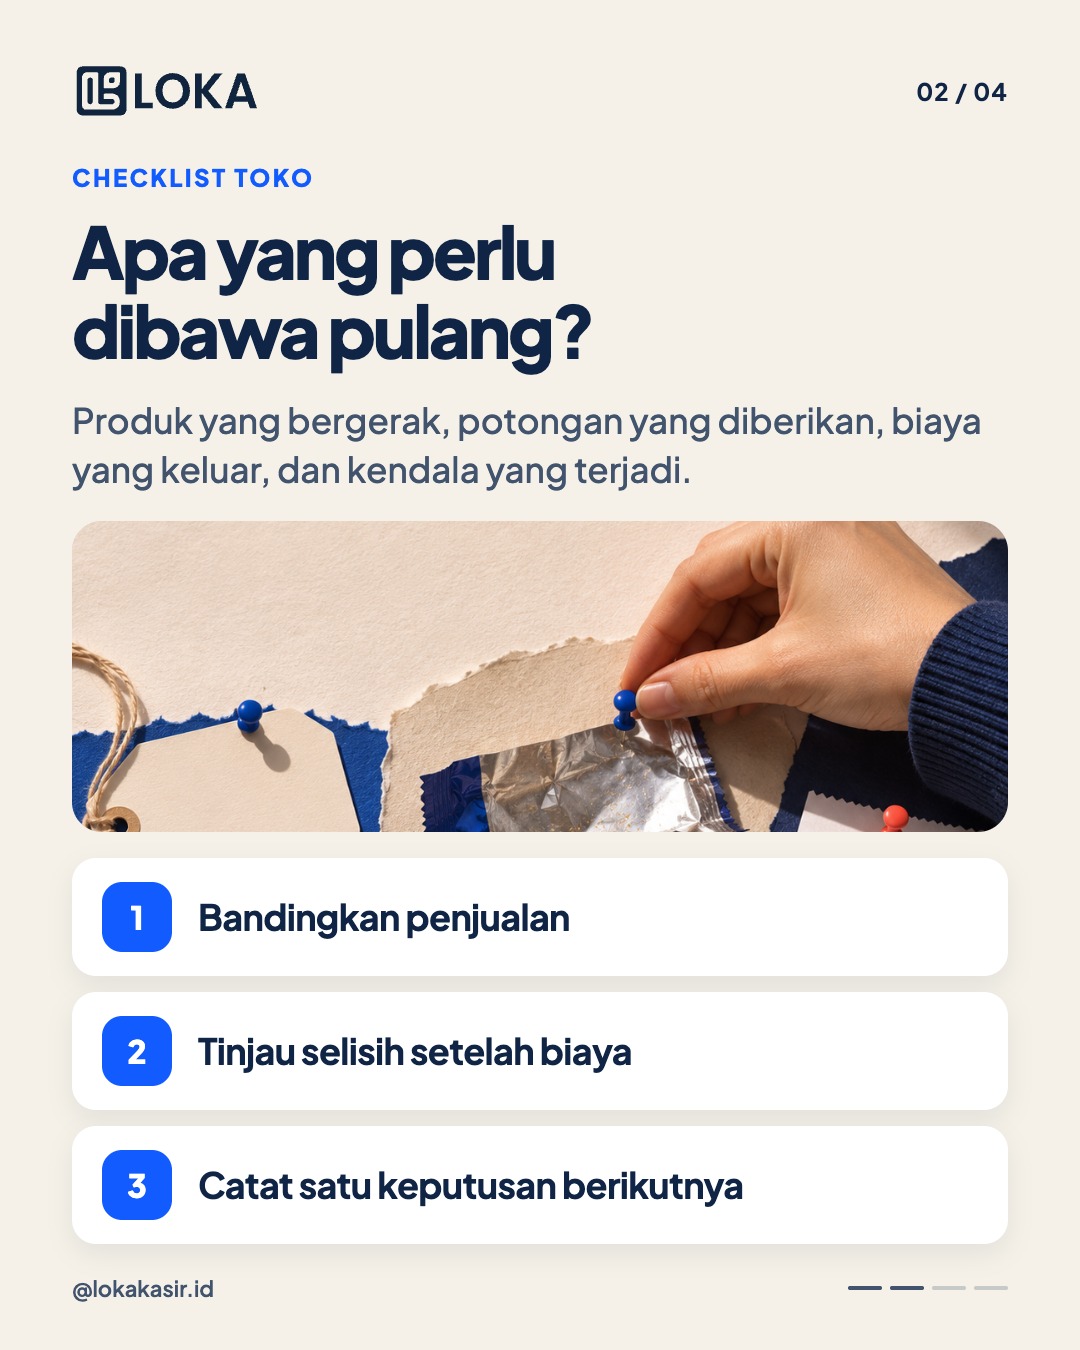 LOKA
02 / 04
CHECKLIST TOKO
Apa yang perlu
dibawa pulang?
Produk yang bergerak, potongan yang diberikan, biaya
yang keluar, dan kendala yang terjadi.
1 Bandingkan penjualan
2 Tinjau selisih setelah biaya
3 Catat satu keputusan berikutnya
@lokakasir.id